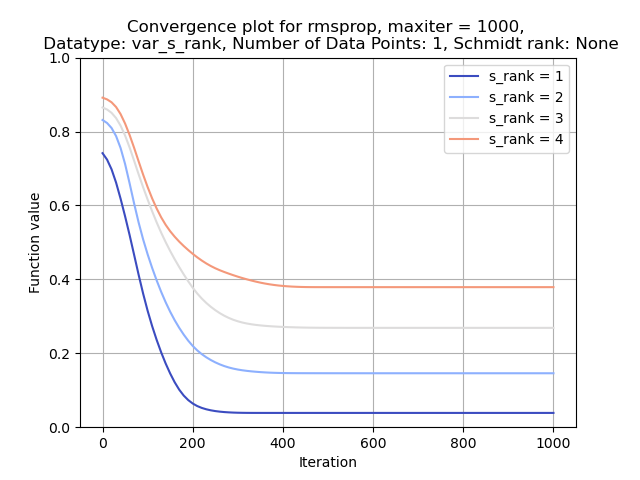 Convergence plot for rmsprop, maxiter = 1000,
Datatype: var_s_rank, Number of Data Points: 1, Schmidt rank: None
1.0
0.8
0.6
0.4
0.2
0.0
Function value
s_rank = 1
s_rank = 2
s_rank = 3
s_rank = 4
0 200 400 600 800 1000
Iteration